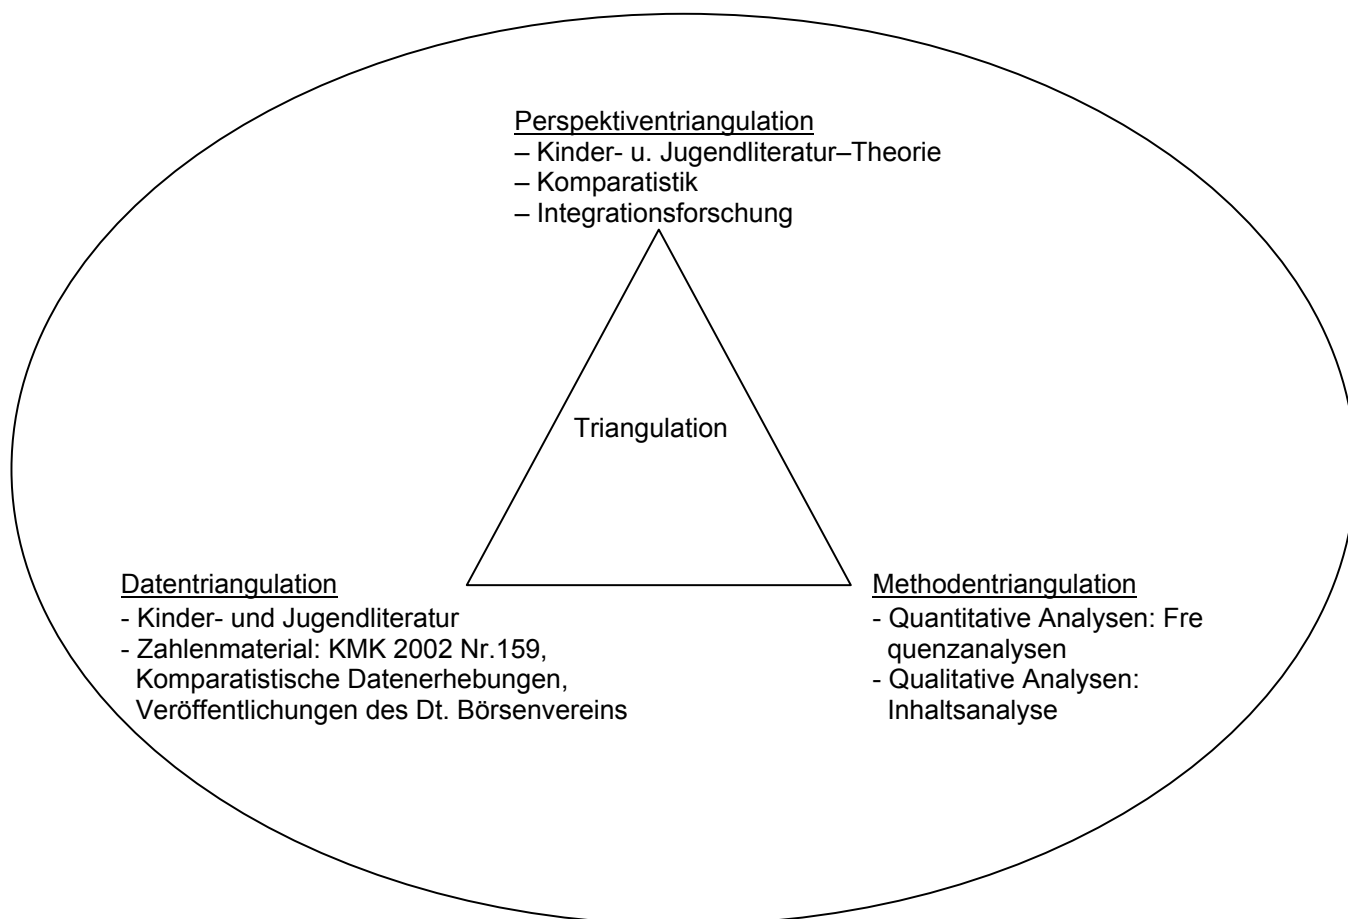 Perspektiventriangulation
– Kinder- u. Jugendliteratur–Theorie
– Komparatistik
– Integrationsforschung
Triangulation
Datentriangulation
- Kinder- und Jugendliteratur
- Zahlenmaterial: KMK 2002 Nr.159,
Komparatistische Datenerhebungen,
Veröffentlichungen des Dt. Börsenvereins
Methodentriangulation
- Quantitative Analysen: Fre
quenzanalysen
- Qualitative Analysen:
Inhaltsanalyse